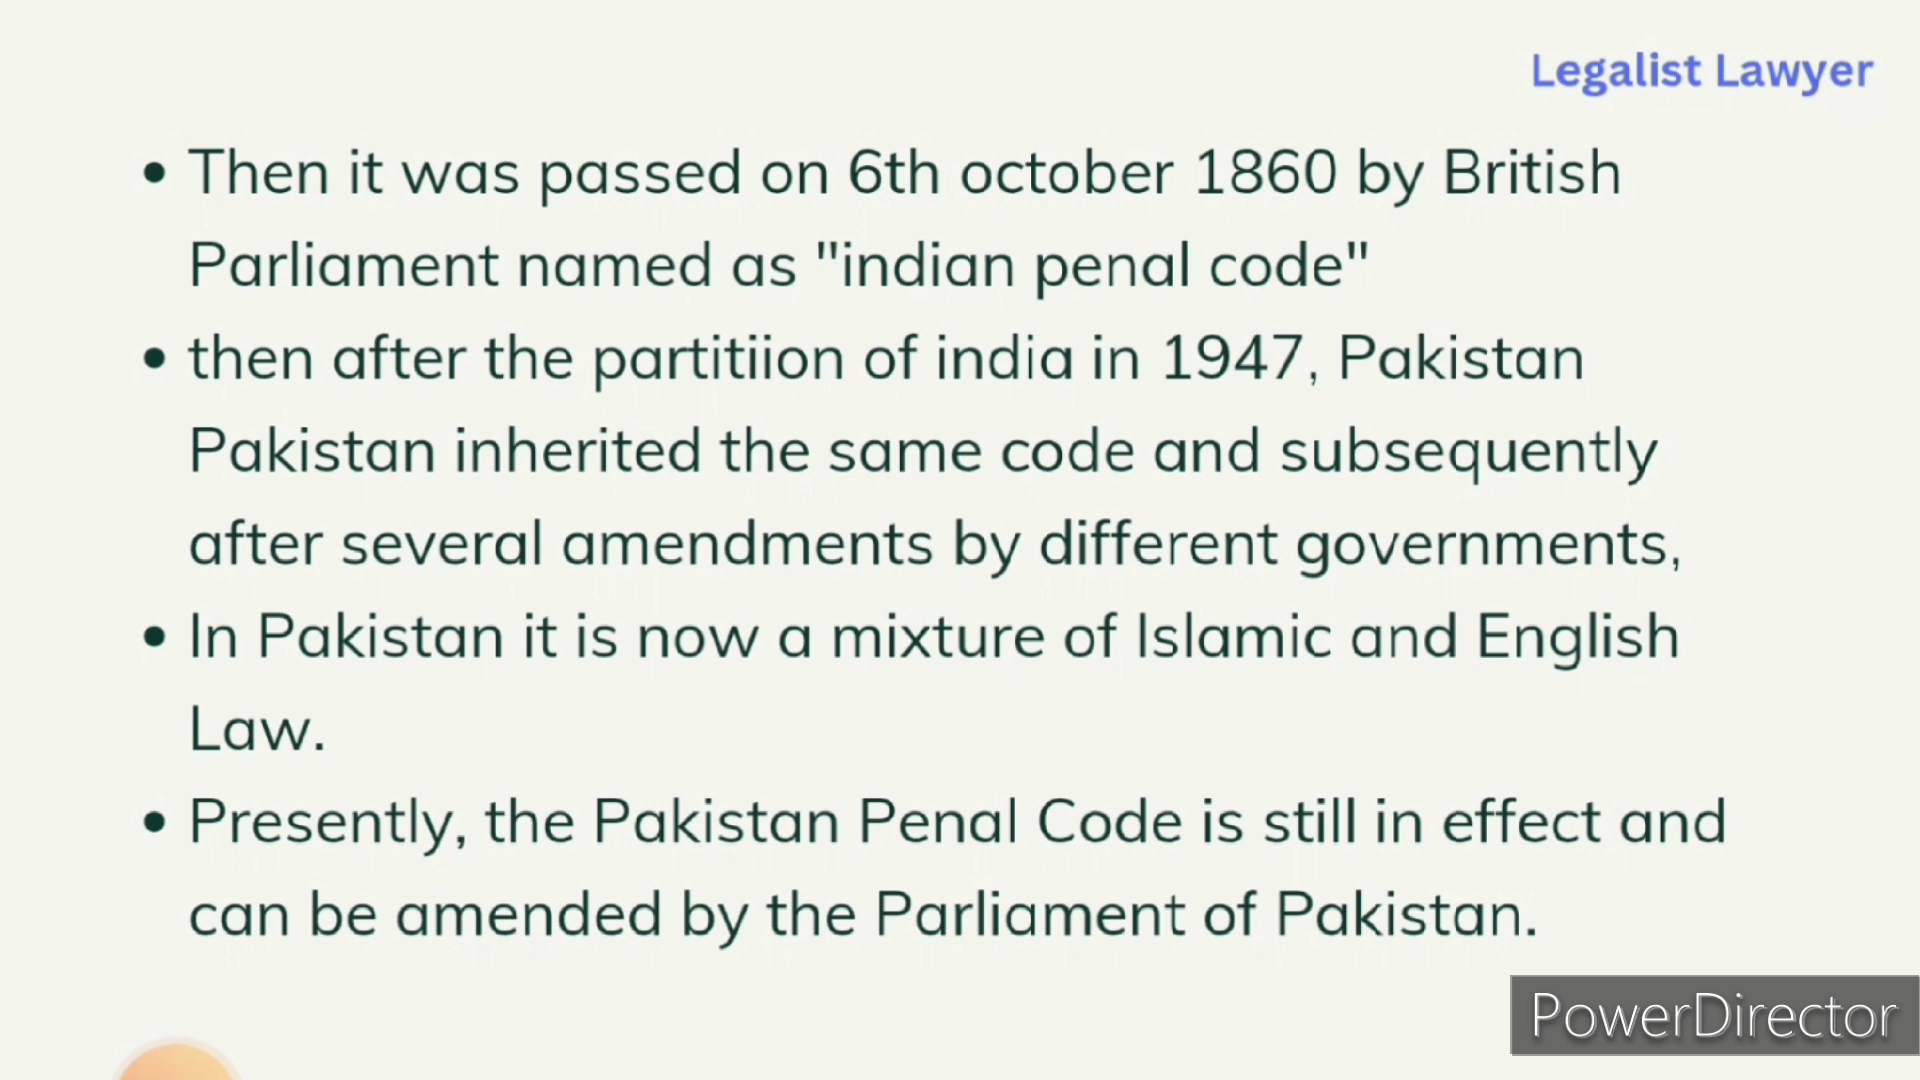 Legalist Lawyer
• Then it was passed on 6th october 1860 by British
Parliament named as "indian penal code"
• then after the partitiion of india in 1947, Pakistan
Pakistan inherited the same code and subsequently
after several amendments by different governments,
• In Pakistan it is now a mixture of Islamic and English
Law.
• Presently, the Pakistan Penal Code is still in effect and
can be amended by the Parliament of Pakistan.
PowerDirector